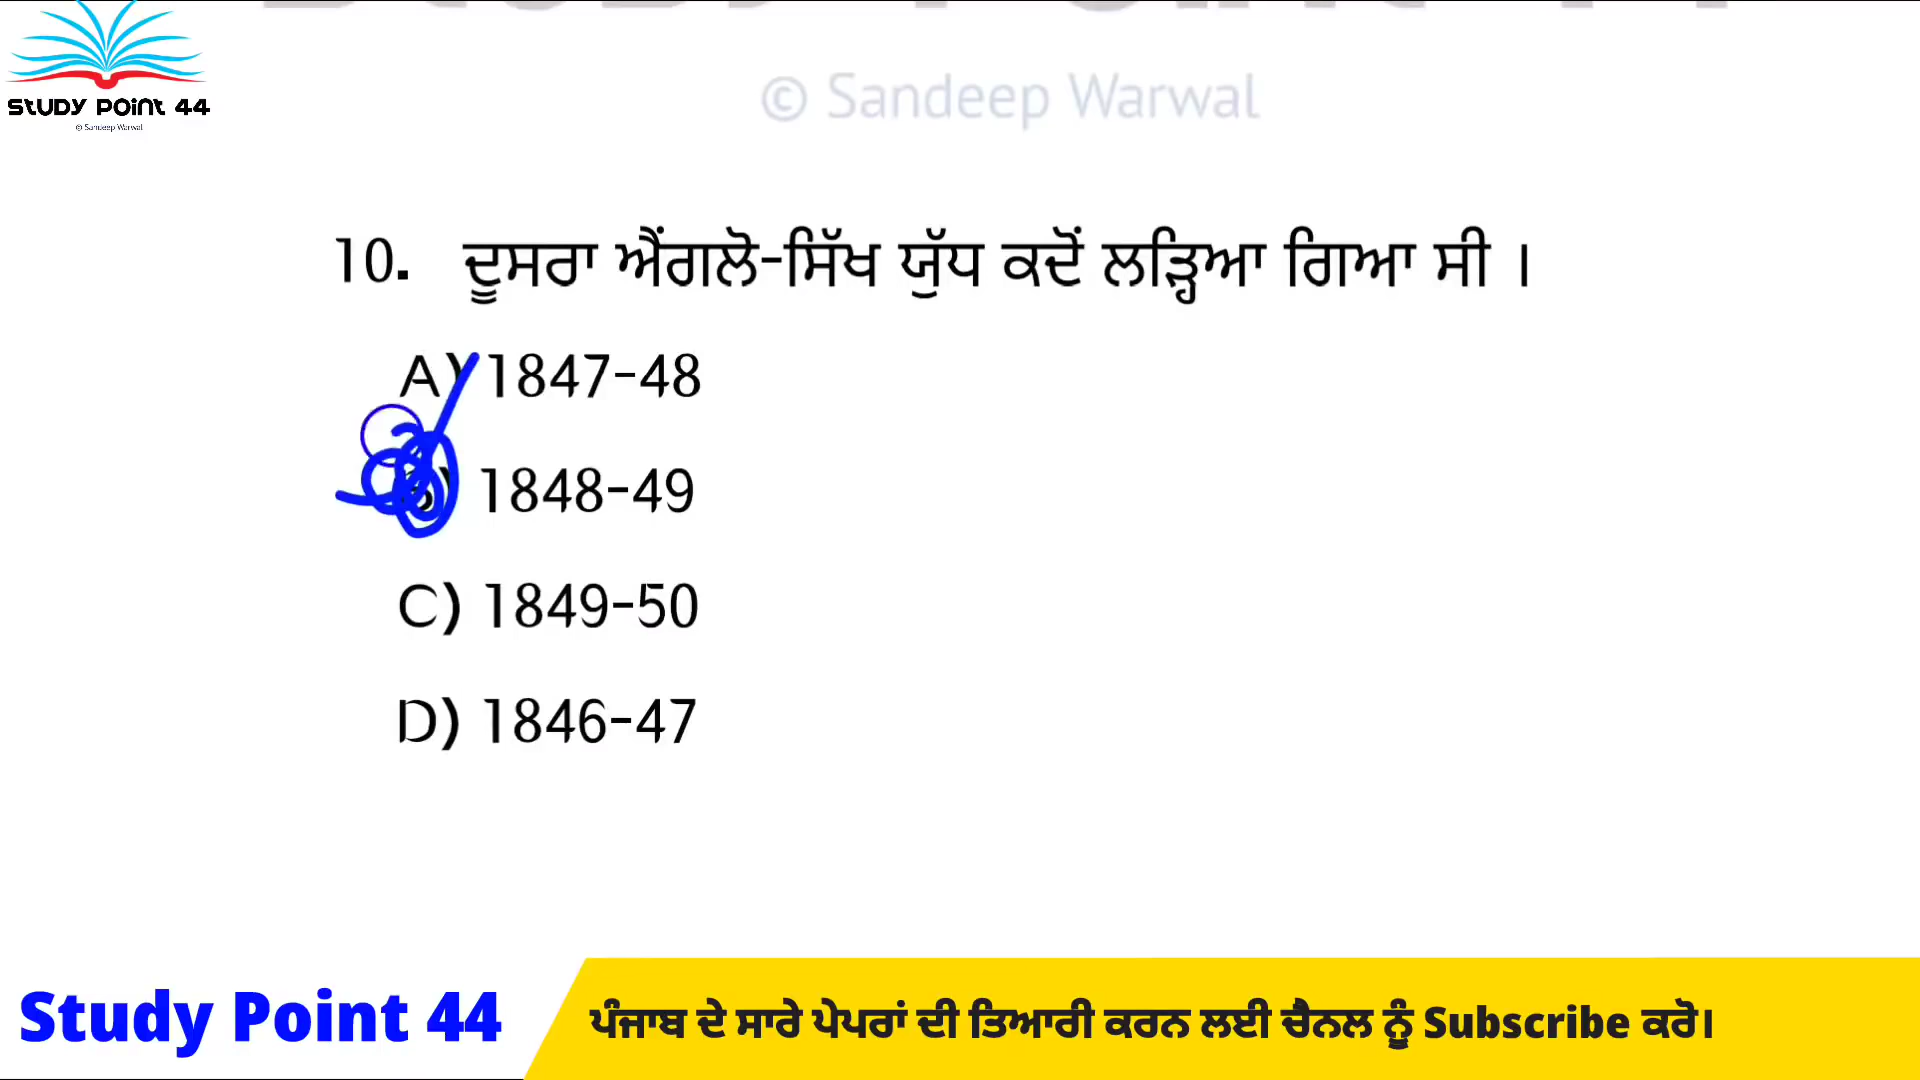 STUDY POINT 44
© Sandeep Warwal
© Sandeep Warwal
10. ਦੂਸਰਾ ਐਂਗਲੋ-ਸਿੱਖ ਯੁੱਧ ਕਦੋਂ ਲੜ੍ਹਿਆ ਗਿਆ ਸੀ ।
A) 1847-48
B) 1848-49
C) 1849-50
D) 1846-47
Study Point 44
ਪੰਜਾਬ ਦੇ ਸਾਰੇ ਪੇਪਰਾਂ ਦੀ ਤਿਆਰੀ ਕਰਨ ਲਈ ਚੈਨਲ ਨੂੰ Subscribe ਕਰੋ।